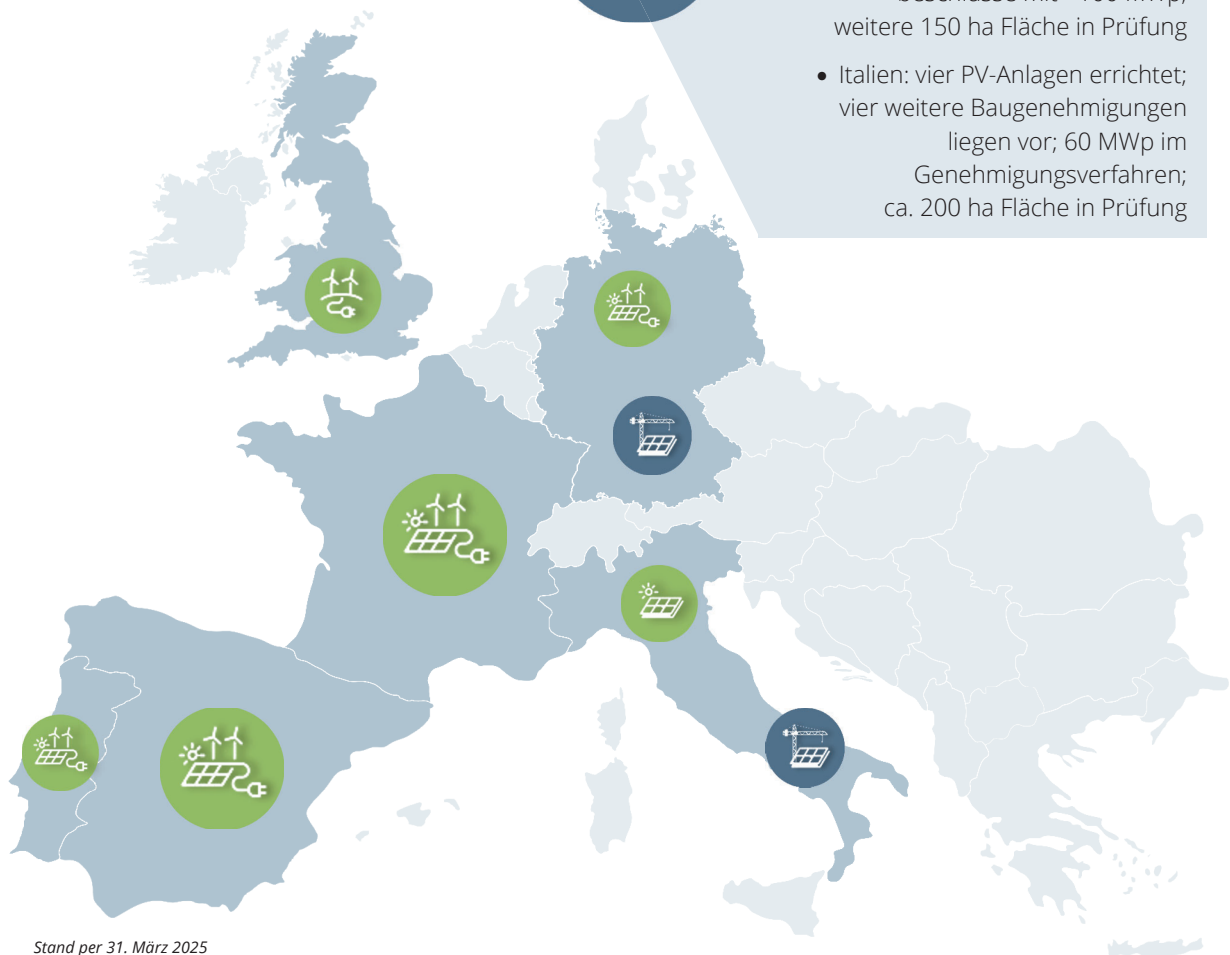 weitere 150 ha Fläche in Prüfung
• Italien: vier PV-Anlagen errichtet;
vier weitere Baugenehmigungen
liegen vor; 60 MWp im
Genehmigungsverfahren;
ca. 200 ha Fläche in Prüfung
Stand per 31. März 2025